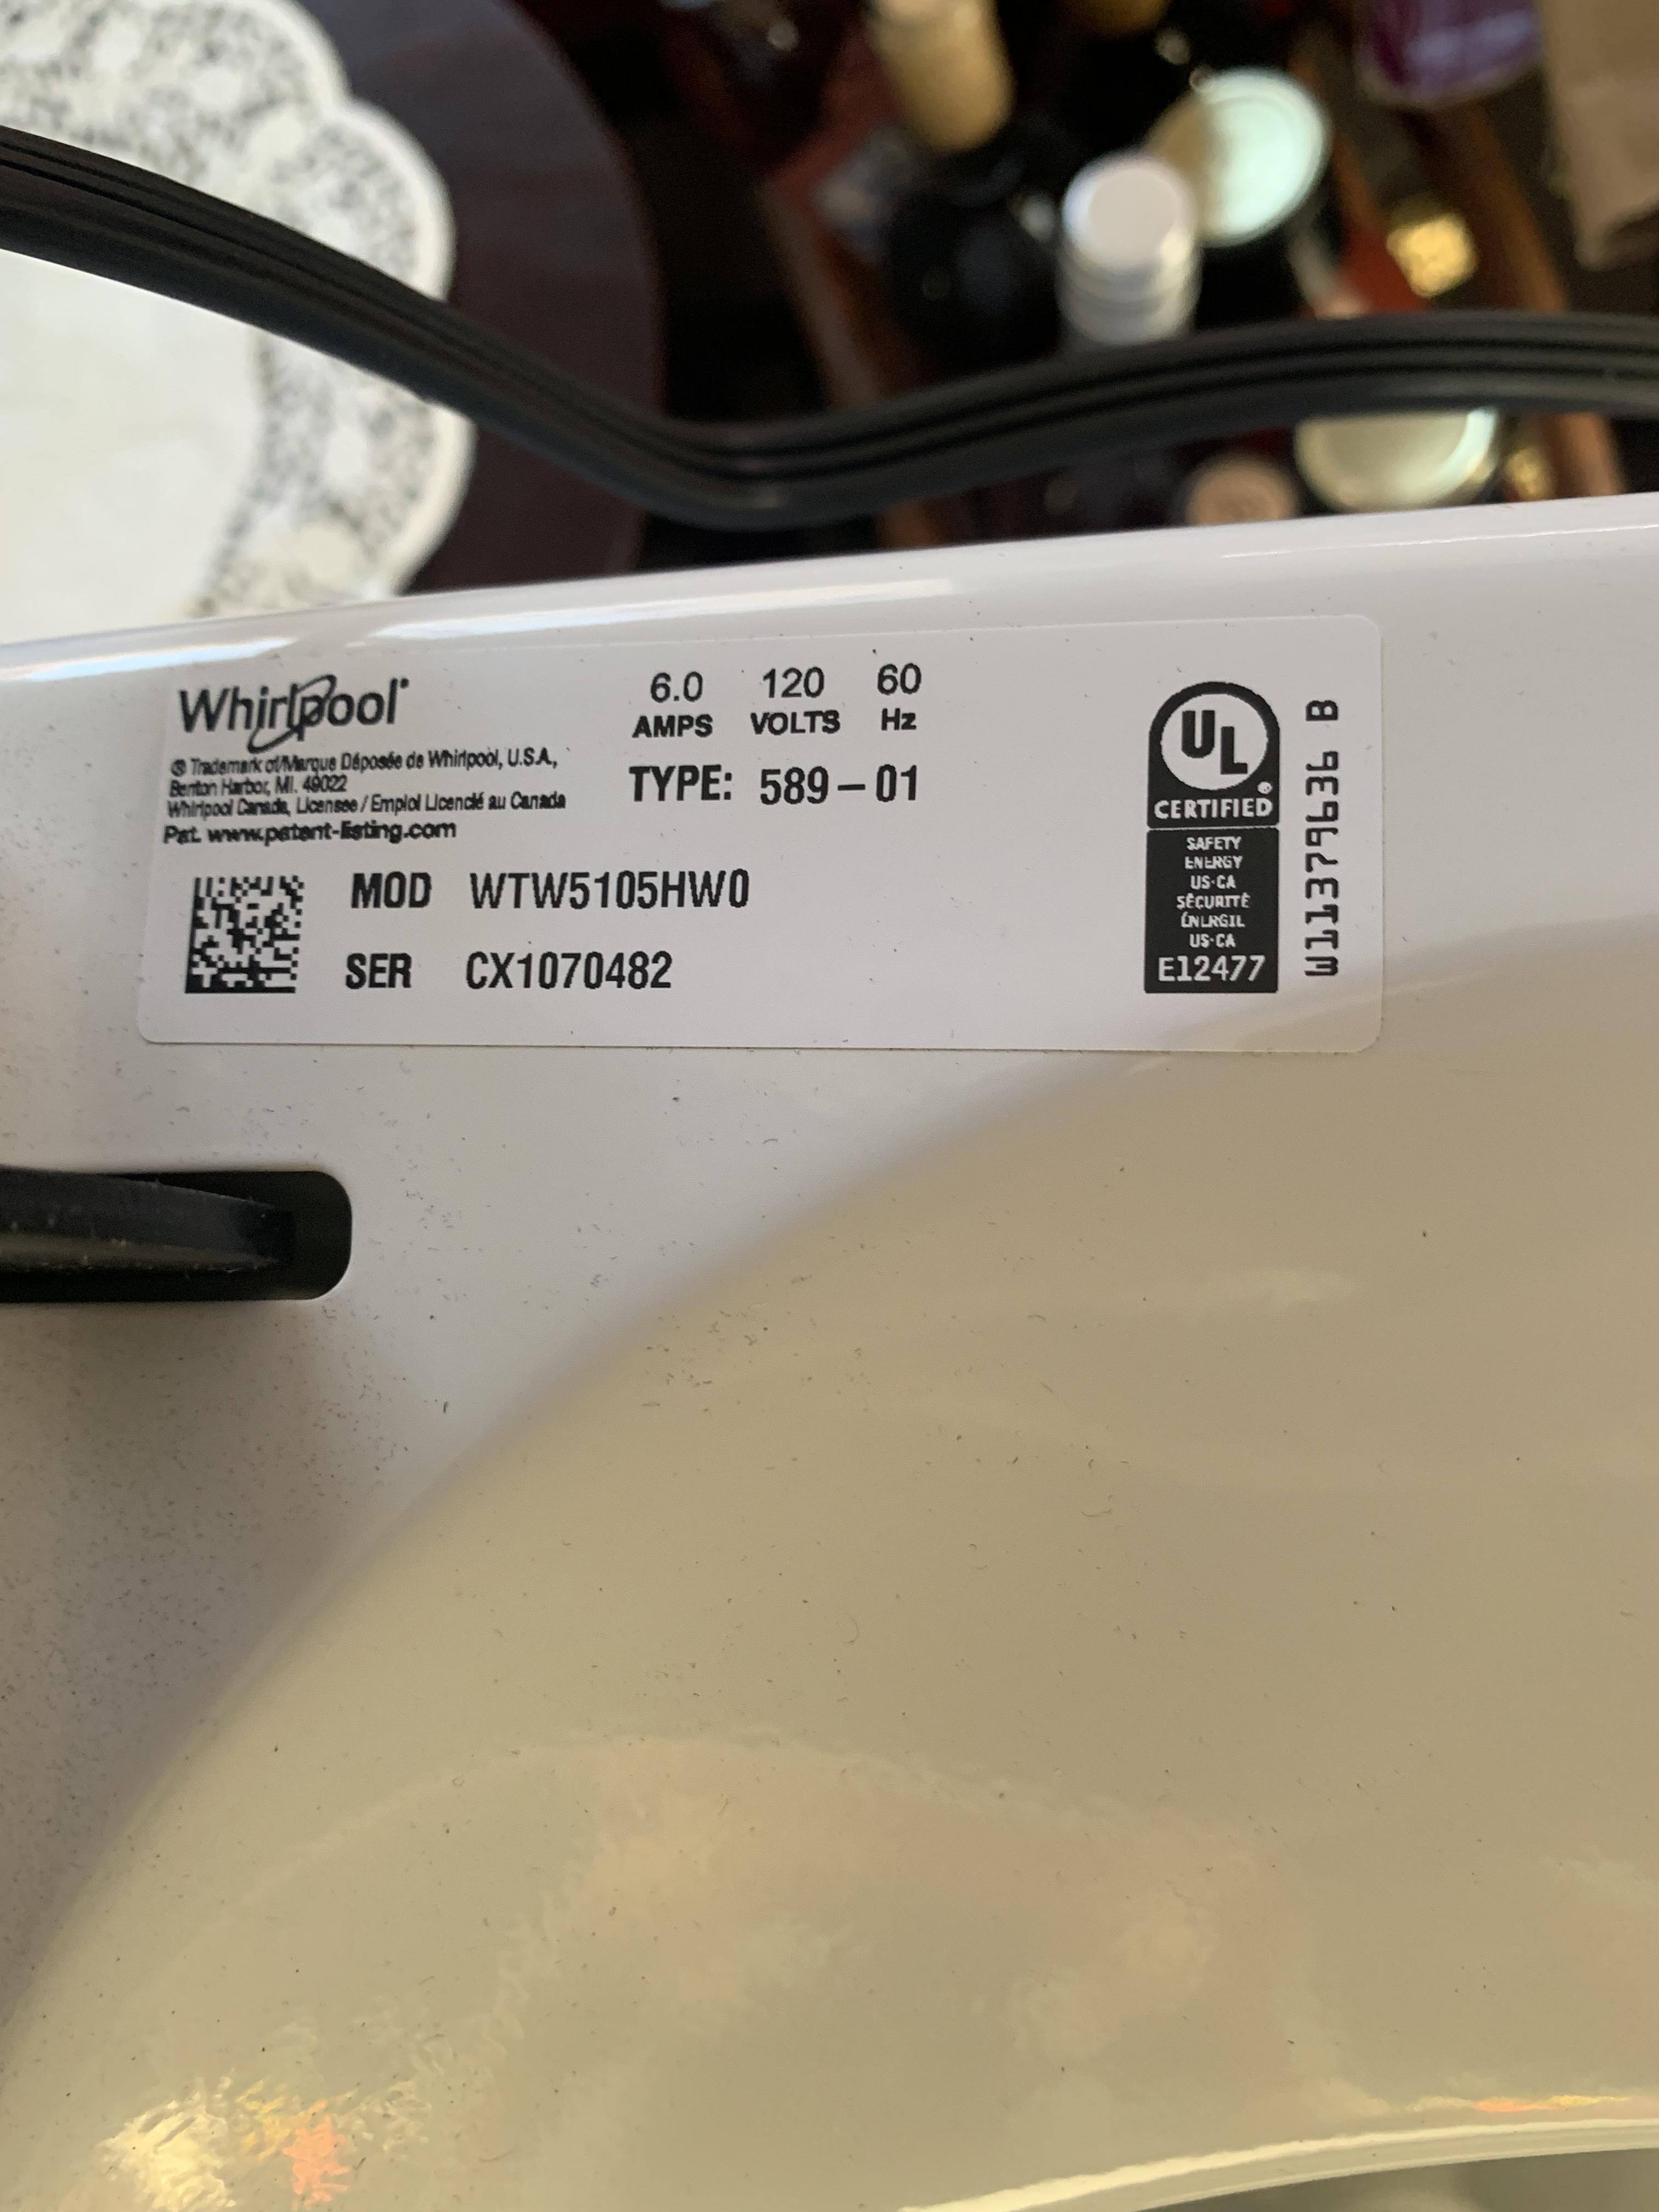 Whirlpool®
® Trademark of/Marque Déposée de Whirlpool, U.S.A.,
Benton Harbor, MI. 49022
Whirlpool Canada, Licensee / Emploi Licencié au Canada
Pat. www.patent-listing.com
6.0 120 60
AMPS VOLTS Hz
TYPE: 589-01
MOD WTW5105HW0
SER CX1070482
UL®
CERTIFIED
SAFETY
ENERGY
US-CA
SÉCURITÉ
ÉNERGIE
US-CA
E12477
W11379636 B